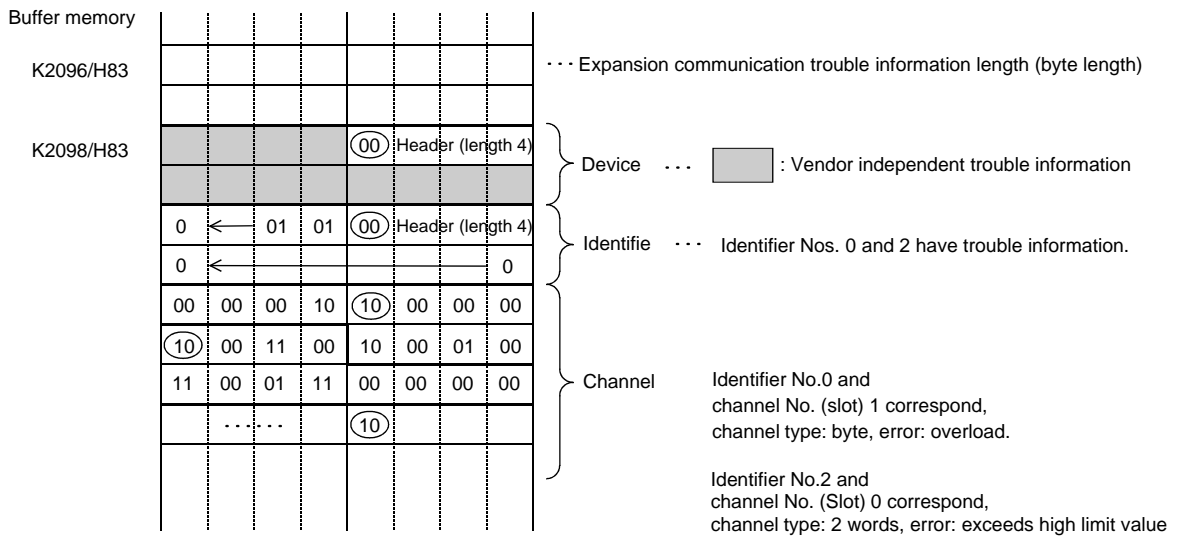 Buffer memory
K2096/H83
··· Expansion communication trouble information length (byte length)
K2098/H83
00 Header (length 4)
Device ··· : Vendor independent trouble information
0 01 01 00 Header (length 4)
Identifie ··· Identifier Nos. 0 and 2 have trouble information.
0 0
00 00 00 10 10 00 00 00
10 00 11 00 10 00 01 00
11 00 01 11 00 00 00 00
······ 10
Channel
Identifier No.0 and
channel No. (slot) 1 correspond,
channel type: byte, error: overload.
Identifier No.2 and
channel No. (Slot) 0 correspond,
channel type: 2 words, error: exceeds high limit value